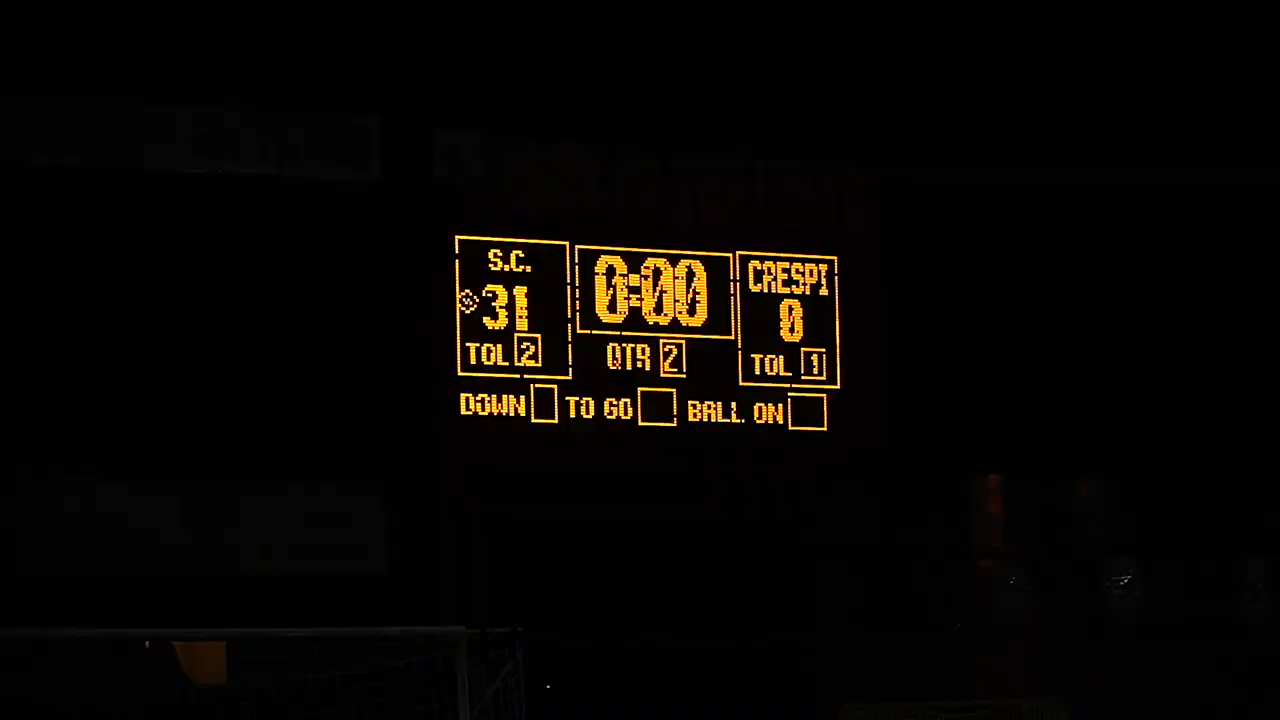 S.C. 0:00 CRESPI
31 0
TOL 2 QTR 2 TOL 1
DOWN TO GO BALL ON